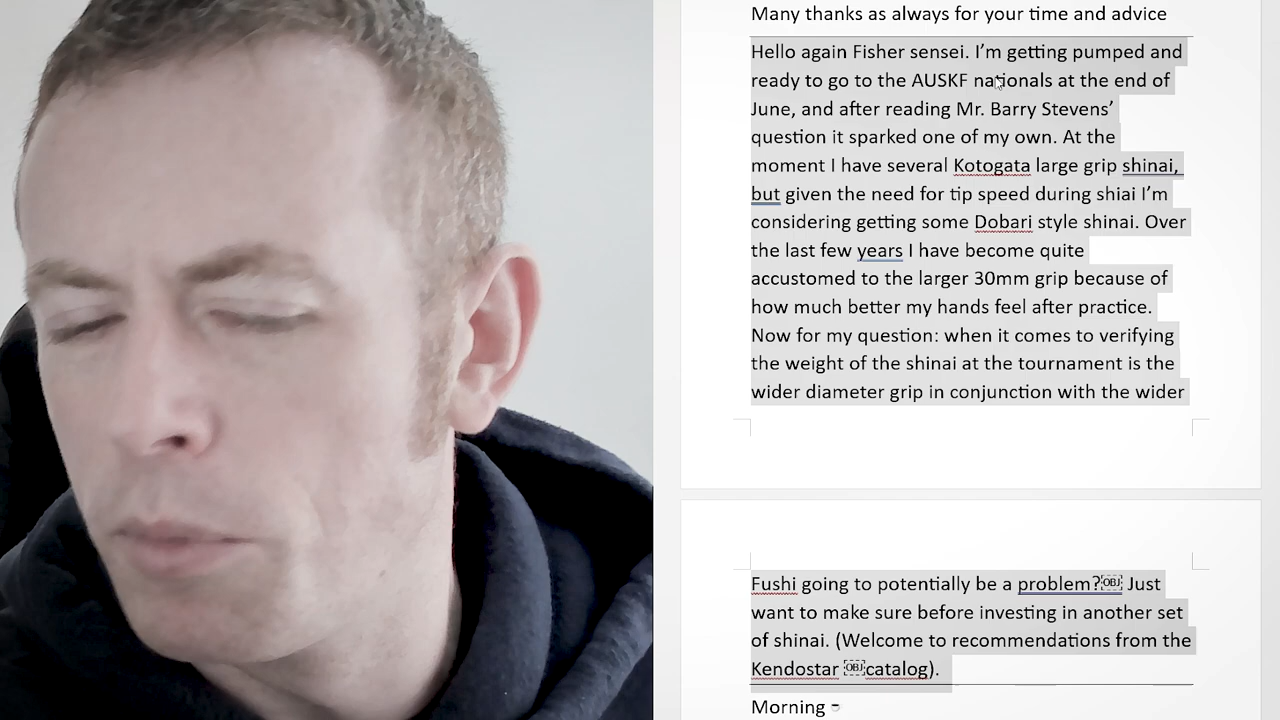 Many thanks as always for your time and advice
Hello again Fisher sensei. I’m getting pumped and
ready to go to the AUSKF nationals at the end of
June, and after reading Mr. Barry Stevens’
question it sparked one of my own. At the
moment I have several Kotogata large grip shinai,
but given the need for tip speed during shiai I’m
considering getting some Dobari style shinai. Over
the last few years I have become quite
accustomed to the larger 30mm grip because of
how much better my hands feel after practice.
Now for my question: when it comes to verifying
the weight of the shinai at the tournament is the
wider diameter grip in conjunction with the wider
Fushi going to potentially be a problem?OBJ Just
want to make sure before investing in another set
of shinai. (Welcome to recommendations from the
Kendostar OBJcatalog).
Morning